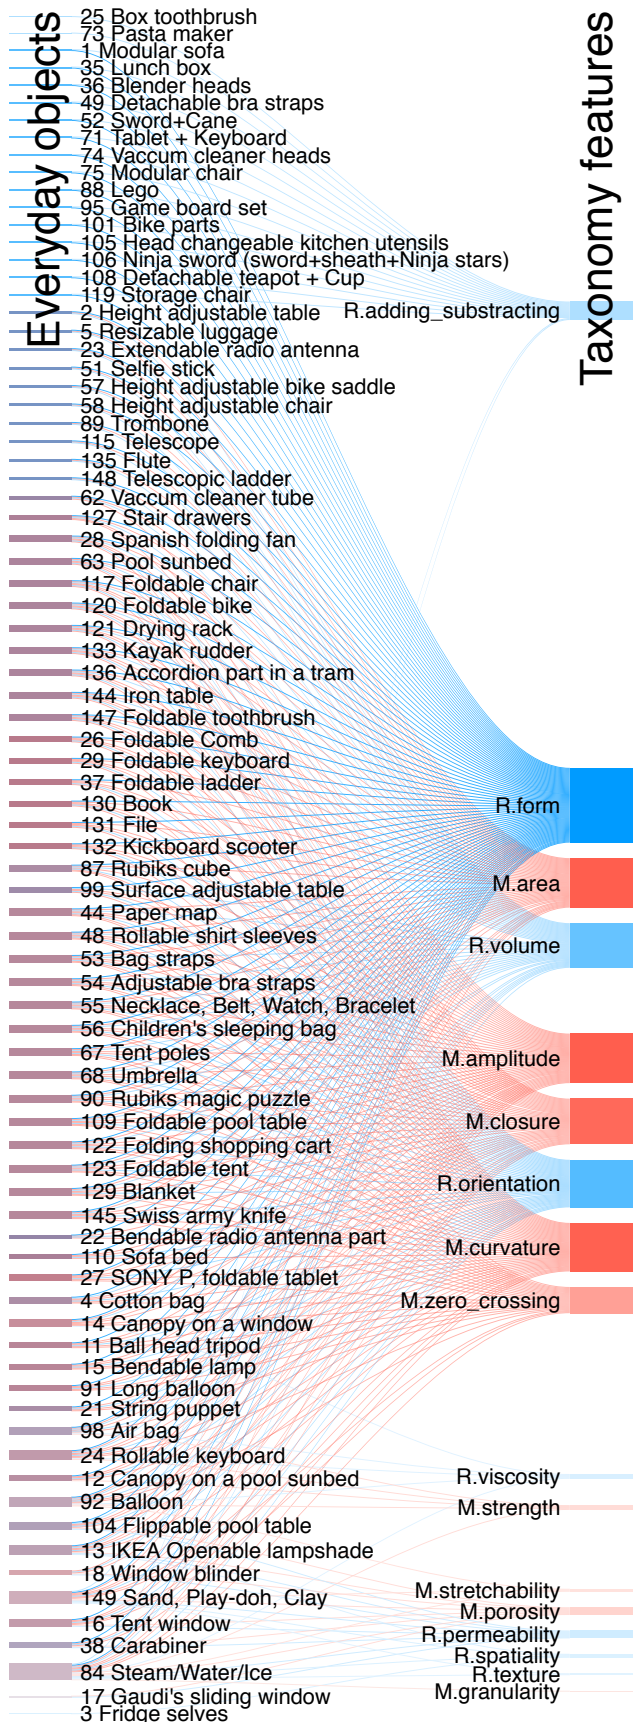 Everyday objects
Taxonomy features
25 Box toothbrush
73 Pasta maker
1 Modular sofa
35 Lunch box
36 Blender heads
49 Detachable bra straps
52 Sword+Cane
71 Tablet + Keyboard
74 Vaccum cleaner heads
75 Modular chair
88 Lego
95 Game board set
101 Bike parts
105 Head changeable kitchen utensils
106 Ninja sword (sword+sheath+Ninja stars)
108 Detachable teapot + Cup
119 Storage chair
2 Height adjustable table
5 Resizable luggage
23 Extendable radio antenna
51 Selfie stick
57 Height adjustable bike saddle
58 Height adjustable chair
89 Trombone
115 Telescope
135 Flute
148 Telescopic ladder
62 Vaccum cleaner tube
127 Stair drawers
28 Spanish folding fan
63 Pool sunbed
117 Foldable chair
120 Foldable bike
121 Drying rack
133 Kayak rudder
136 Accordion part in a tram
144 Iron table
147 Foldable toothbrush
26 Foldable Comb
29 Foldable keyboard
37 Foldable ladder
130 Book
131 File
132 Kickboard scooter
87 Rubiks cube
99 Surface adjustable table
44 Paper map
48 Rollable shirt sleeves
53 Bag straps
54 Adjustable bra straps
55 Necklace, Belt, Watch, Bracelet
56 Children's sleeping bag
67 Tent poles
68 Umbrella
90 Rubiks magic puzzle
109 Foldable pool table
122 Folding shopping cart
123 Foldable tent
129 Blanket
145 Swiss army knife
22 Bendable radio antenna part
110 Sofa bed
27 SONY P, foldable tablet
4 Cotton bag
14 Canopy on a window
11 Ball head tripod
15 Bendable lamp
91 Long balloon
21 String puppet
98 Air bag
24 Rollable keyboard
12 Canopy on a pool sunbed
92 Balloon
104 Flippable pool table
13 IKEA Openable lampshade
18 Window blinder
149 Sand, Play-doh, Clay
16 Tent window
38 Carabiner
84 Steam/Water/Ice
17 Gaudi's sliding window
3 Fridge selves
R.adding_substracting
R.form
M.area
R.volume
M.amplitude
M.closure
R.orientation
M.curvature
M.zero_crossing
R.viscosity
M.strength
M.stretchability
M.porosity
R.permeability
R.spatiality
R.texture
M.granularity